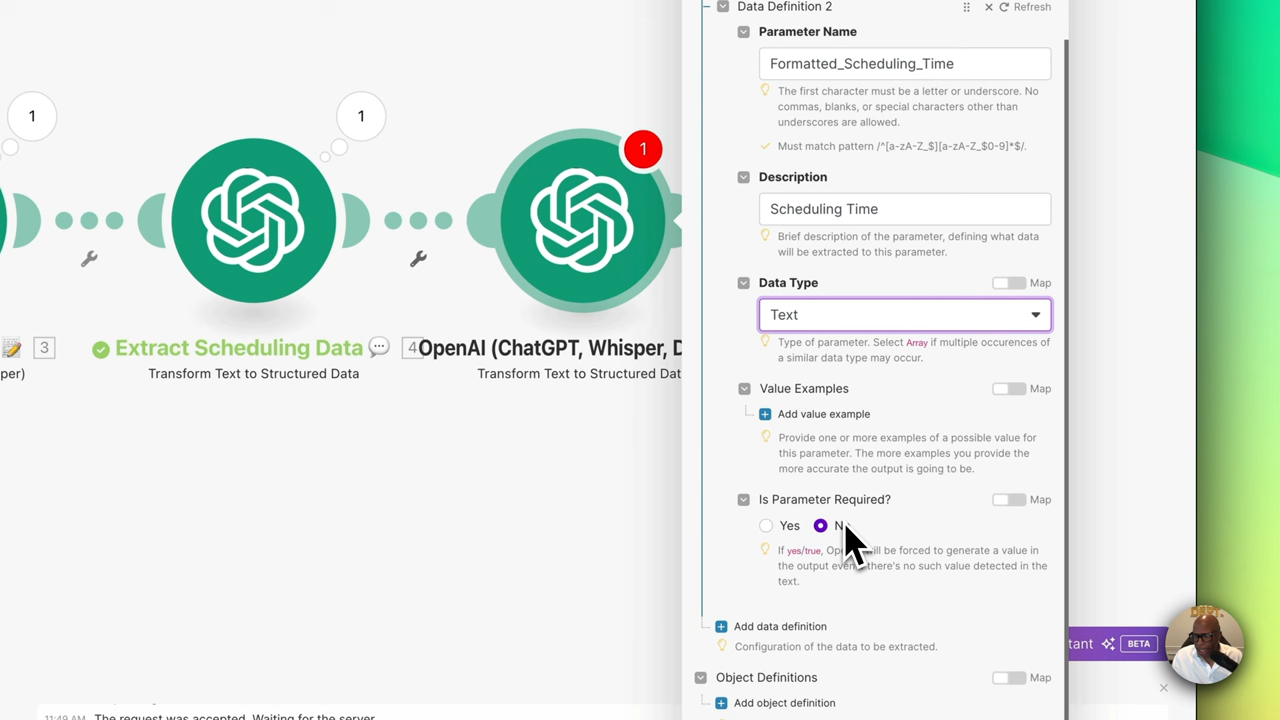 Data Definition 2
Refresh
Parameter Name
Formatted_Scheduling_Time
The first character must be a letter or underscore. No
commas, blanks, or special characters other than
underscores are allowed.
Must match pattern /^[a-zA-Z_$][a-zA-Z_$0-9]*$/.
Description
Scheduling Time
Brief description of the parameter, defining what data
will be extracted to this parameter.
Data Type
Map
Text
Type of parameter. Select Array if multiple occurences of
a similar data type may occur.
Value Examples
Map
Add value example
Provide one or more examples of a possible value for
this parameter. The more examples you provide the
more accurate the output is going to be.
Is Parameter Required?
Map
Yes
If yes/true, will be forced to generate a value in
the output there's no such value detected in the
text.
Add data definition
Configuration of the data to be extracted.
Object Definitions
Map
Add object definition
1
1
1
3
Extract Scheduling Data
4
OpenAI (ChatGPT, Whisper, D
per)
Transform Text to Structured Data
Transform Text to Structured Dat
tant
BETA
11:49 AM The request was accepted. Waiting for the server.